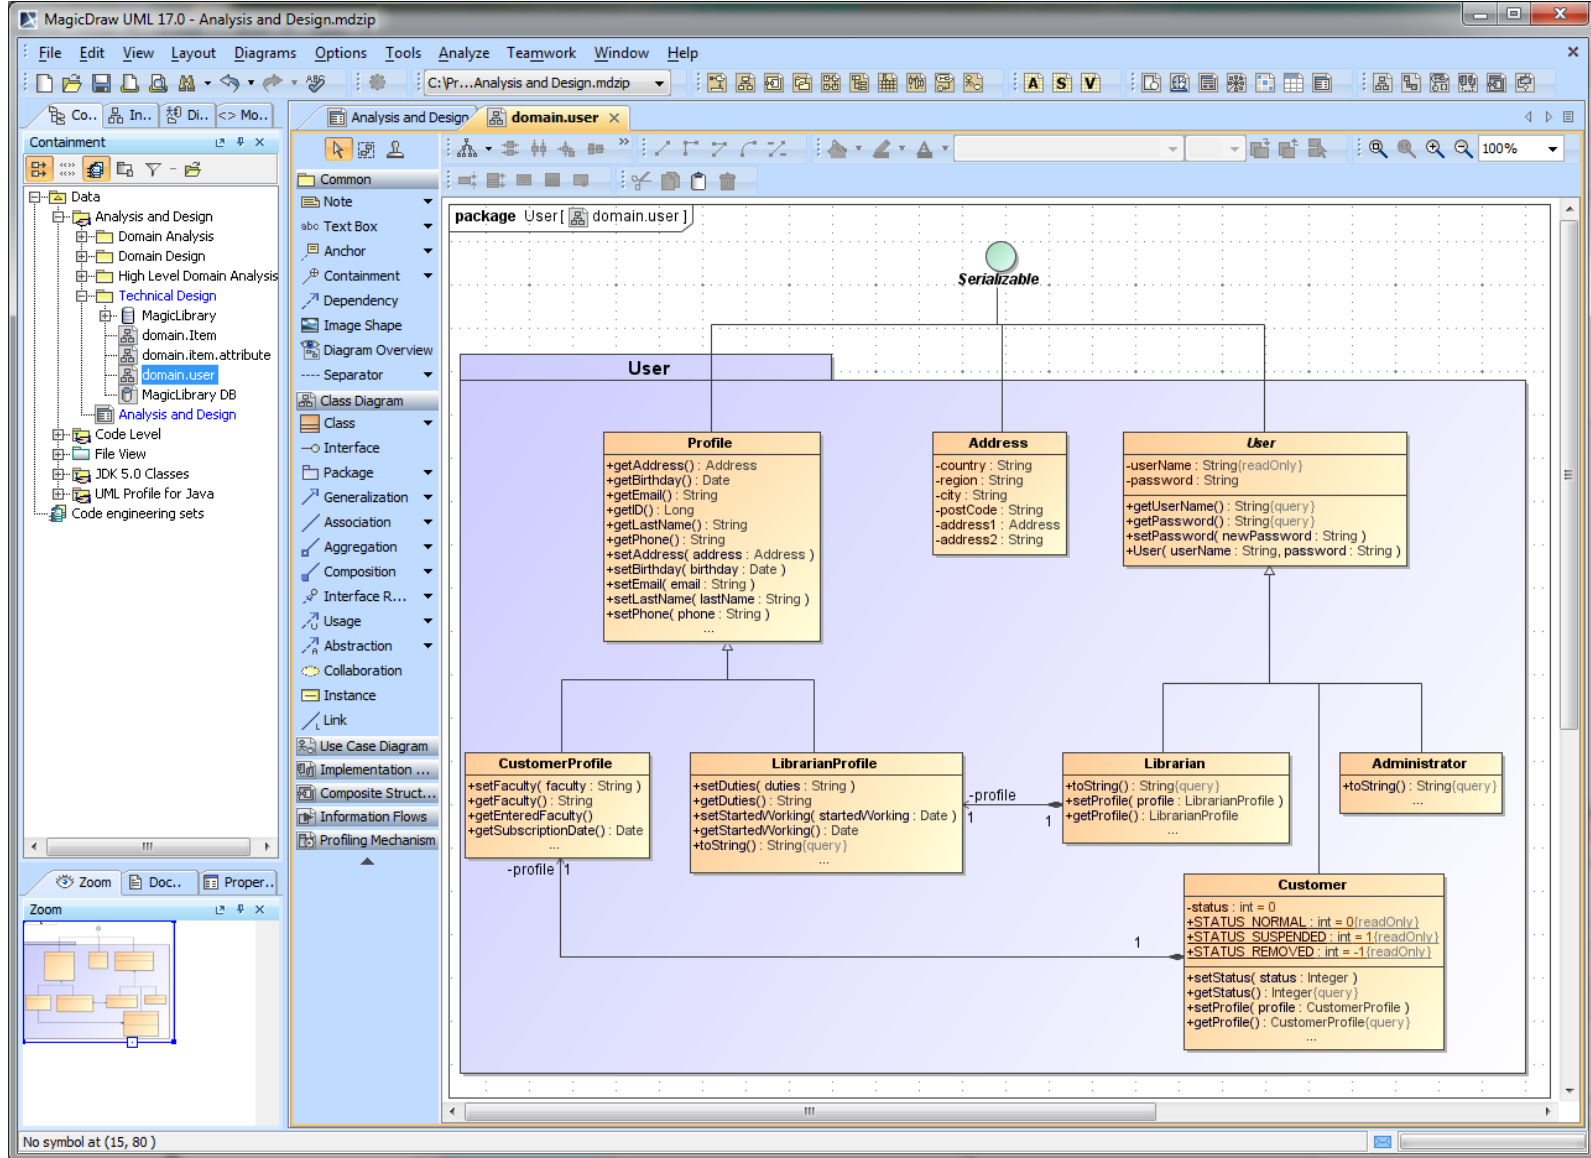 MagicDraw UML 17.0 - Analysis and Design.mdzip
File Edit View Layout Diagrams Options Tools Analyze Teamwork Window Help
C:\Pr...Analysis and Design.mdzip
A S V
Co.. In.. Di.. <> Mo..
Containment
Data
Analysis and Design
Domain Analysis
Domain Design
High Level Domain Analysis
Technical Design
MagicLibrary
domain.Item
domain.item.attribute
domain.user
MagicLibrary DB
Analysis and Design
Code Level
File View
JDK 5.0 Classes
UML Profile for Java
Code engineering sets
Zoom Doc.. Proper..
Zoom
Analysis and Design domain.user
100%
Common
Note
abc Text Box
Anchor
Containment
Dependency
Image Shape
Diagram Overview
Separator
Class Diagram
Class
Interface
Package
Generalization
Association
Aggregation
Composition
Interface R...
Usage
Abstraction
Collaboration
Instance
Link
Use Case Diagram
Implementation ...
Composite Struct...
Information Flows
Profiling Mechanism
package User[ domain.user ]
Serializable
User
Profile
+getAddress() : Address
+getBirthday() : Date
+getEmail() : String
+getID() : Long
+getLastName() : String
+getPhone() : String
+setAddress( address : Address )
+setBirthday( birthday : Date )
+setEmail( email : String )
+setLastName( lastName : String )
+setPhone( phone : String )
...
Address
-country : String
-region : String
-city : String
-postCode : String
-address1 : Address
-address2 : String
User
-userName : String{readOnly}
-password : String
+getUserName() : String{query}
+getPassword() : String{query}
+setPassword( newPassword : String )
+User( userName : String, password : String )
CustomerProfile
+setFaculty( faculty : String )
+getFaculty() : String
+getEnteredFaculty()
+getSubscriptionDate() : Date
...
LibrarianProfile
+setDuties( duties : String )
+getDuties() : String
+setStartedWorking( startedWorking : Date )
+getStartedWorking() : Date
+toString() : String{query}
...
-profile
1
1
Librarian
+toString() : String{query}
+setProfile( profile : LibrarianProfile )
+getProfile() : LibrarianProfile
...
Administrator
+toString() : String{query}
...
-profile 1
1
Customer
-status : int = 0
+STATUS_NORMAL : int = 0{readOnly}
+STATUS_SUSPENDED : int = 1{readOnly}
+STATUS_REMOVED : int = -1{readOnly}
+setStatus( status : Integer )
+getStatus() : Integer{query}
+setProfile( profile : CustomerProfile )
+getProfile() : CustomerProfile{query}
...
No symbol at (15, 80 )